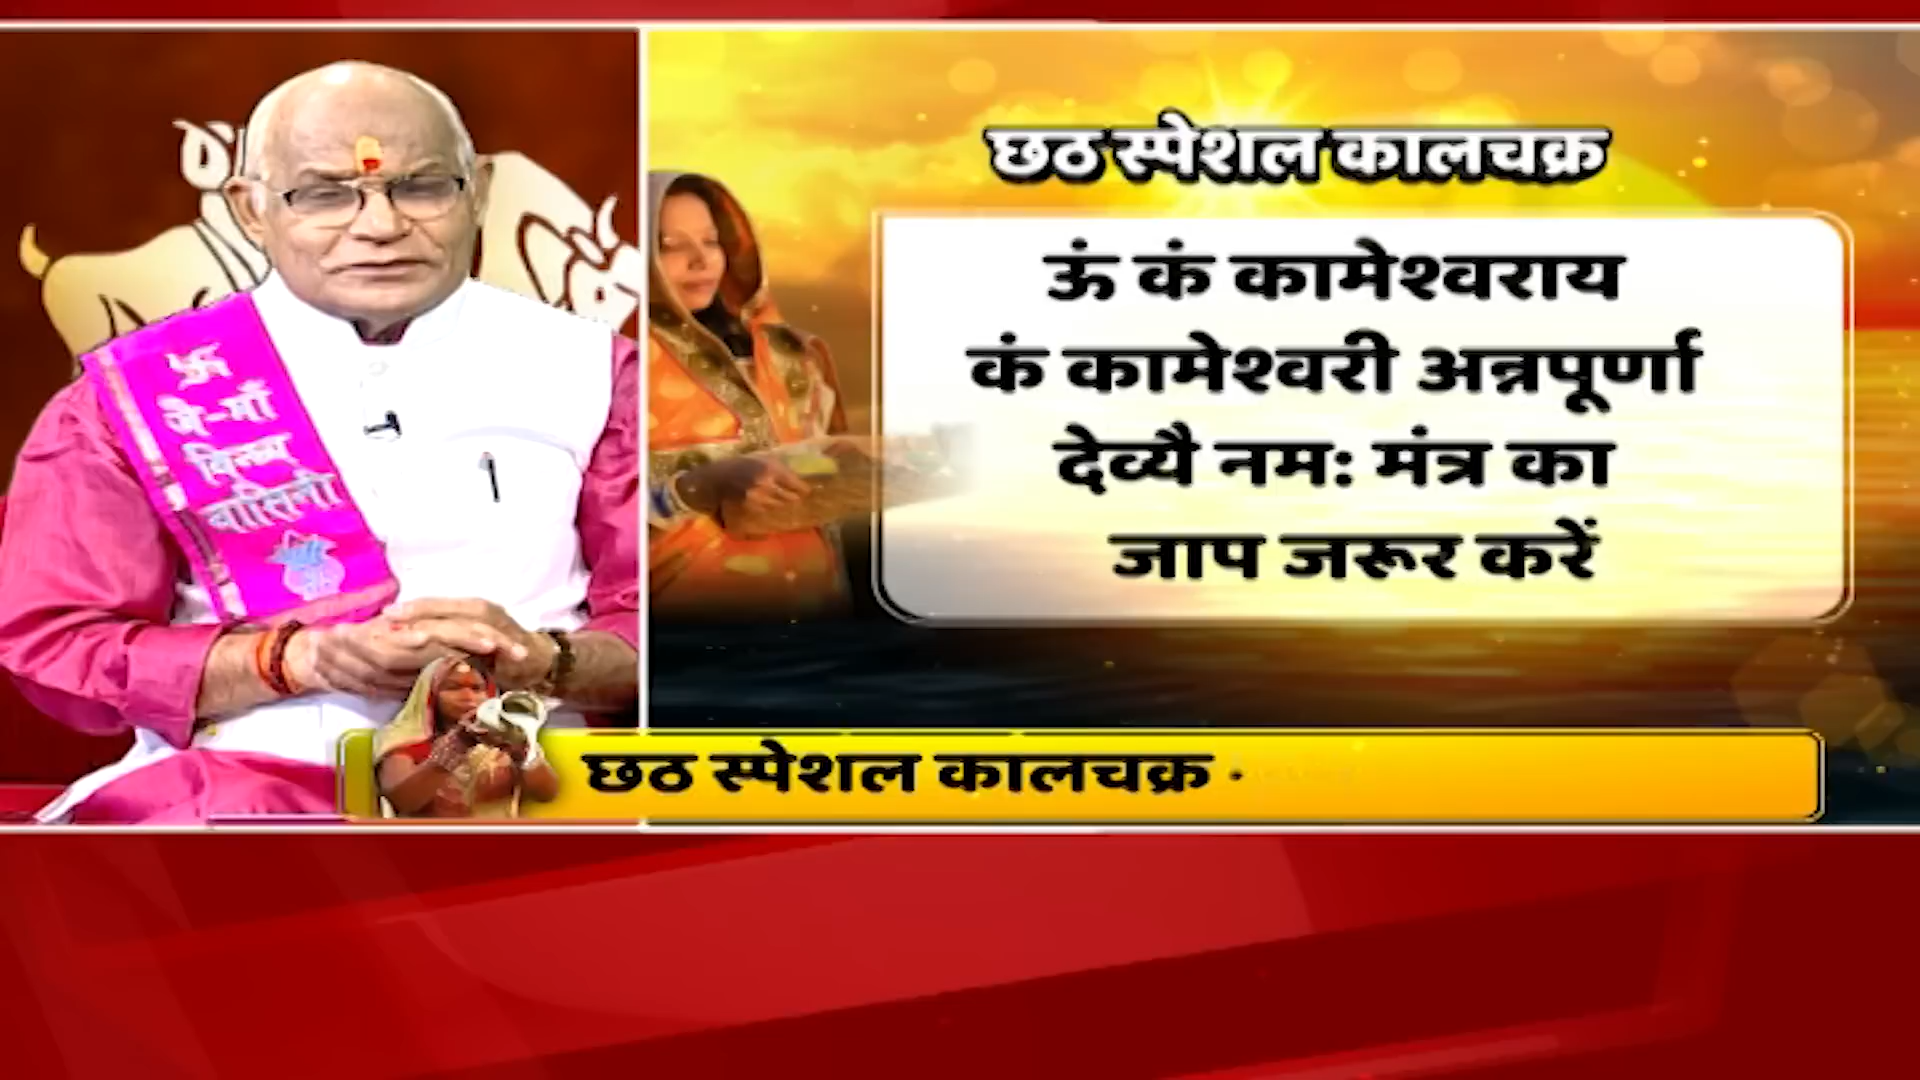 छठ स्पेशल कालचक्र
ऊं कं कामेश्वराय
कं कामेश्वरी अन्नपूर्णा
देव्यै नम: मंत्र का
जाप जरूर करें
जै-माँ
विन्ध्य
वासिनी
छठ स्पेशल कालचक्र